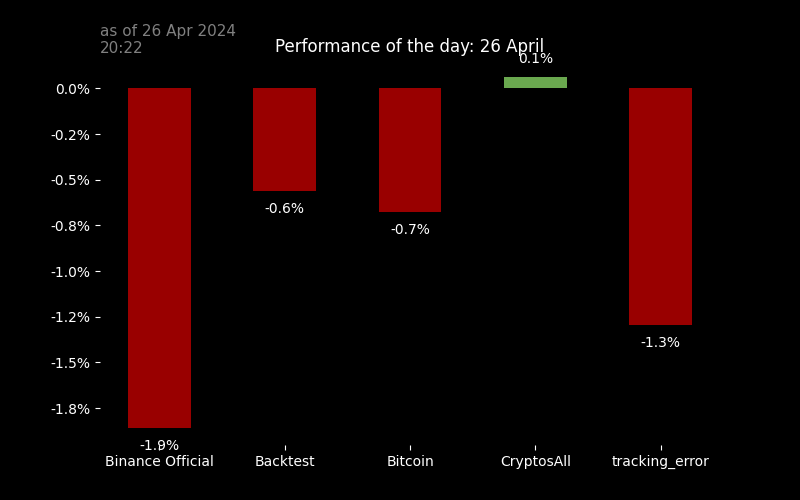 as of 26 Apr 2024
20:22
Performance of the day: 26 April
0.1%
0.0%
-0.2%
-0.5%
-0.8%
-1.0%
-1.2%
-1.5%
-1.8%
-0.6%
-0.7%
-1.3%
-1.9%
Binance Official
Backtest
Bitcoin
CryptosAll
tracking_error